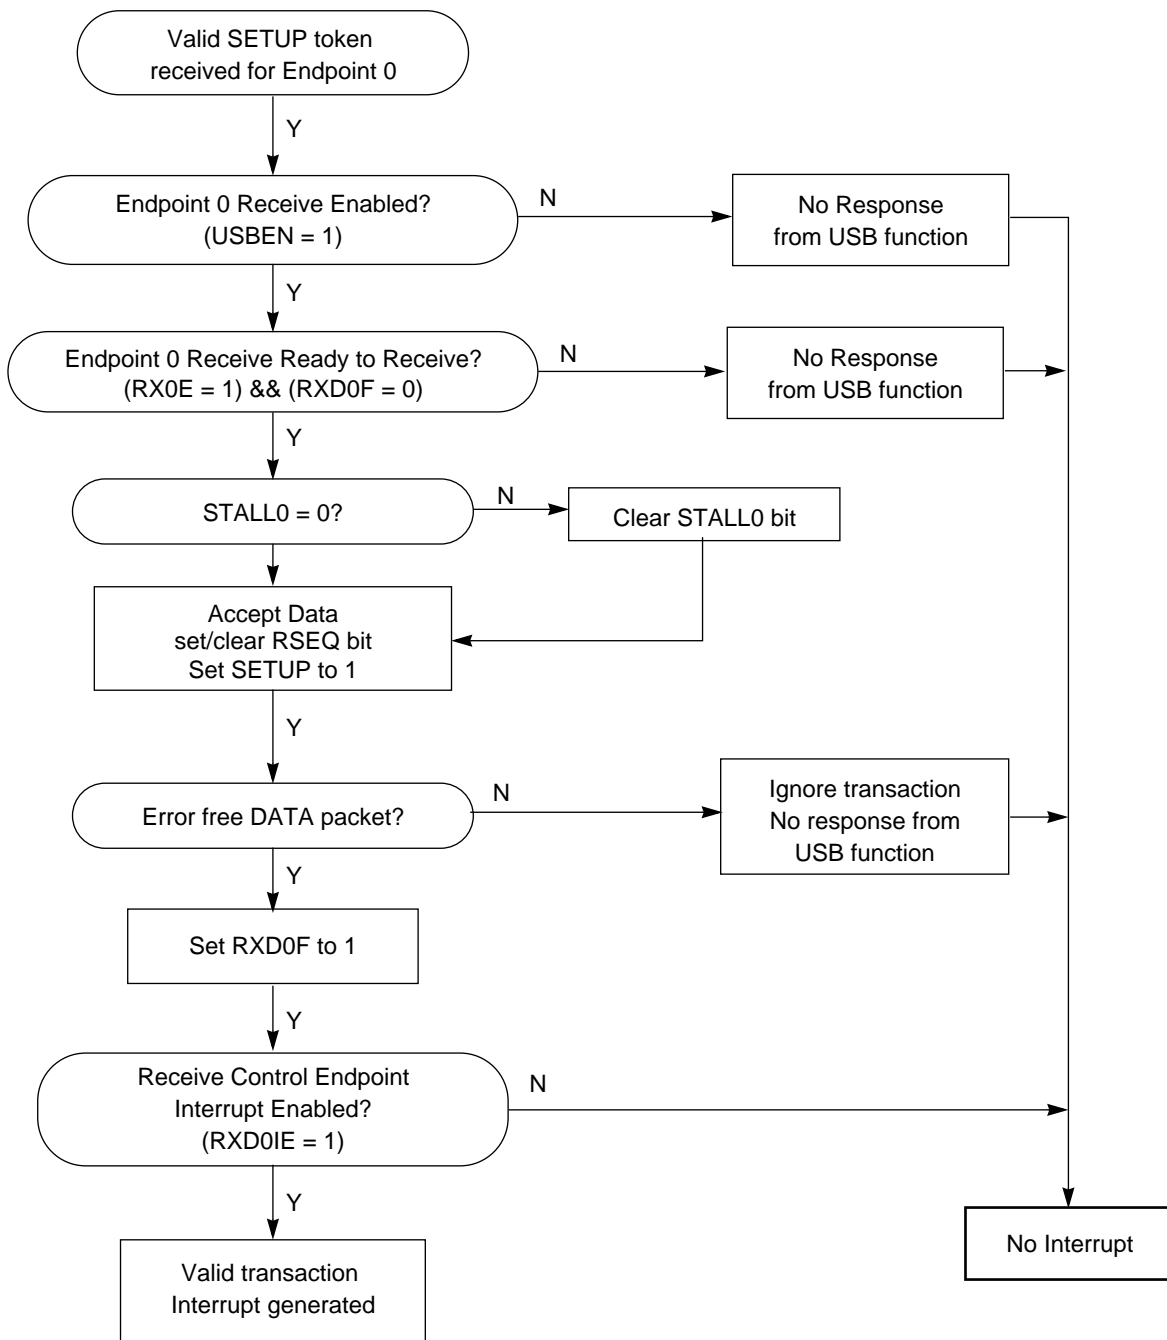 Valid SETUP token
received for Endpoint 0
Y
Endpoint 0 Receive Enabled?
(USBEN = 1)
N
No Response
from USB function
Y
Endpoint 0 Receive Ready to Receive?
(RX0E = 1) && (RXD0F = 0)
N
No Response
from USB function
Y
STALL0 = 0?
N
Clear STALL0 bit
Accept Data
set/clear RSEQ bit
Set SETUP to 1
Y
Error free DATA packet?
N
Ignore transaction
No response from
USB function
Y
Set RXD0F to 1
Y
Receive Control Endpoint
Interrupt Enabled?
(RXD0IE = 1)
N
Y
No Interrupt
Valid transaction
Interrupt generated